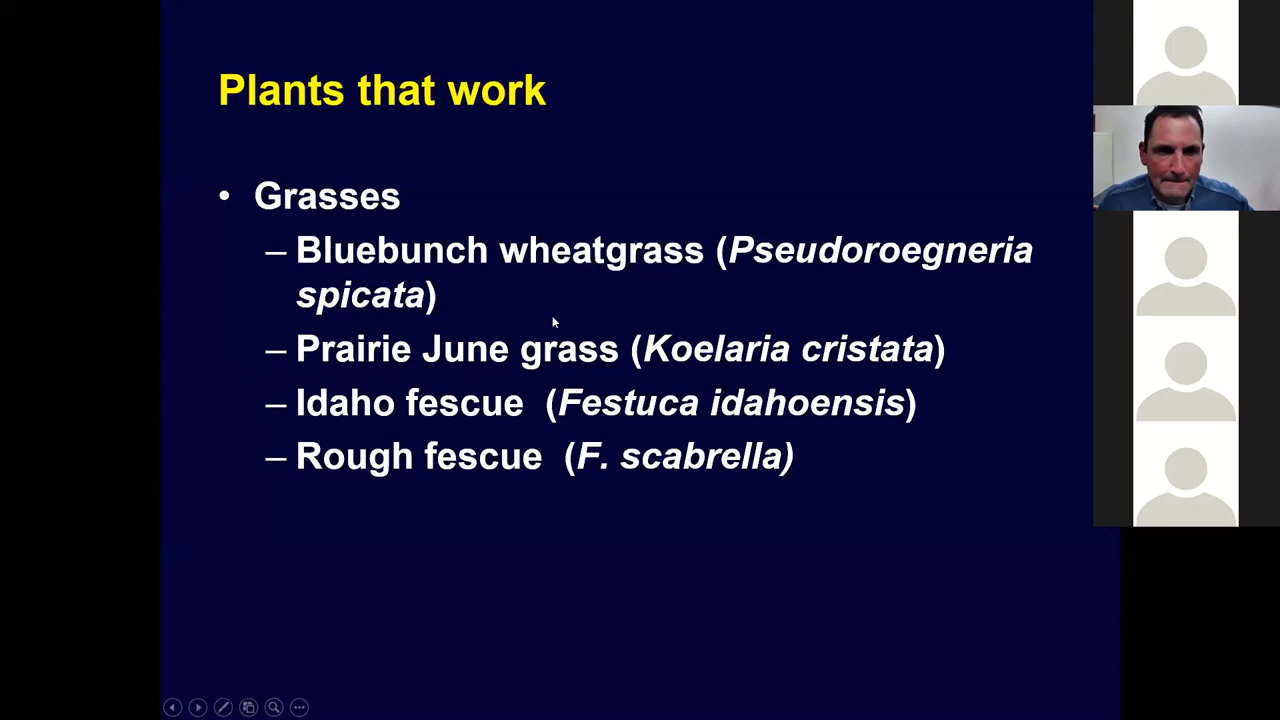 Plants that work
• Grasses
– Bluebunch wheatgrass (Pseudoroegneria
spicata)
– Prairie June grass (Koelaria cristata)
– Idaho fescue (Festuca idahoensis)
– Rough fescue (F. scabrella)